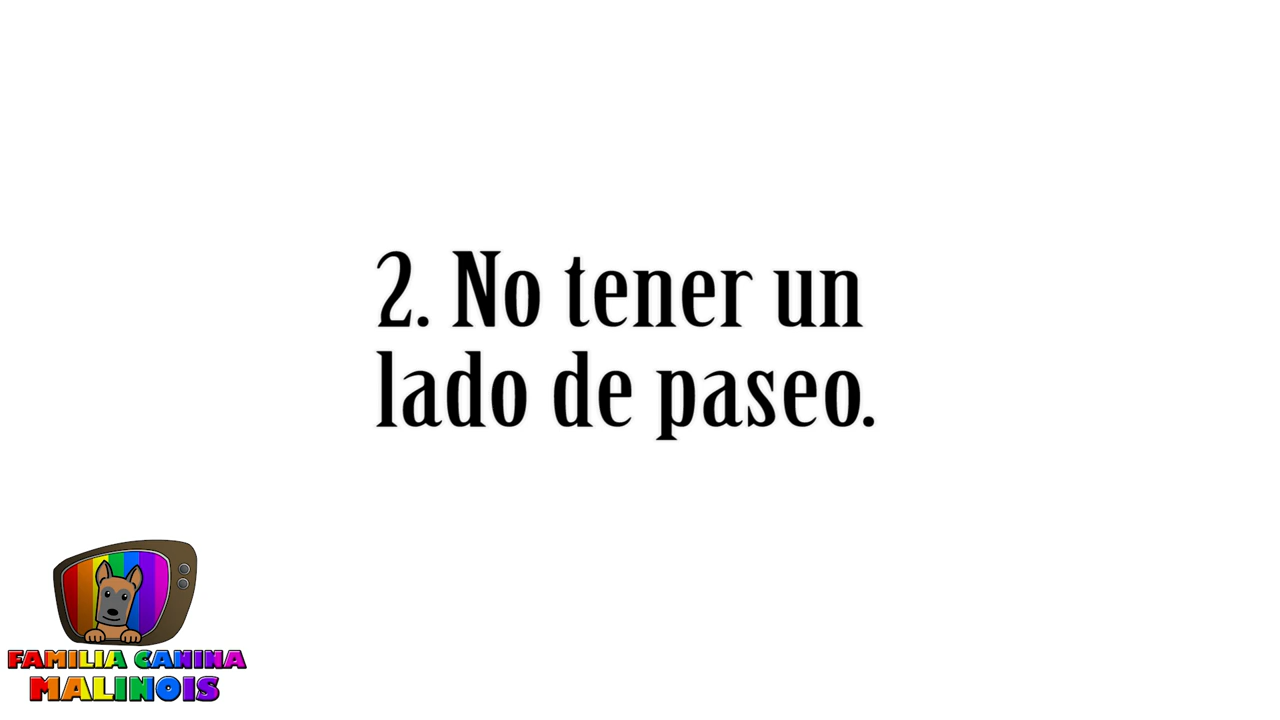 2. No tener un
lado de paseo.
FAMILIA CANINA
MALINOIS